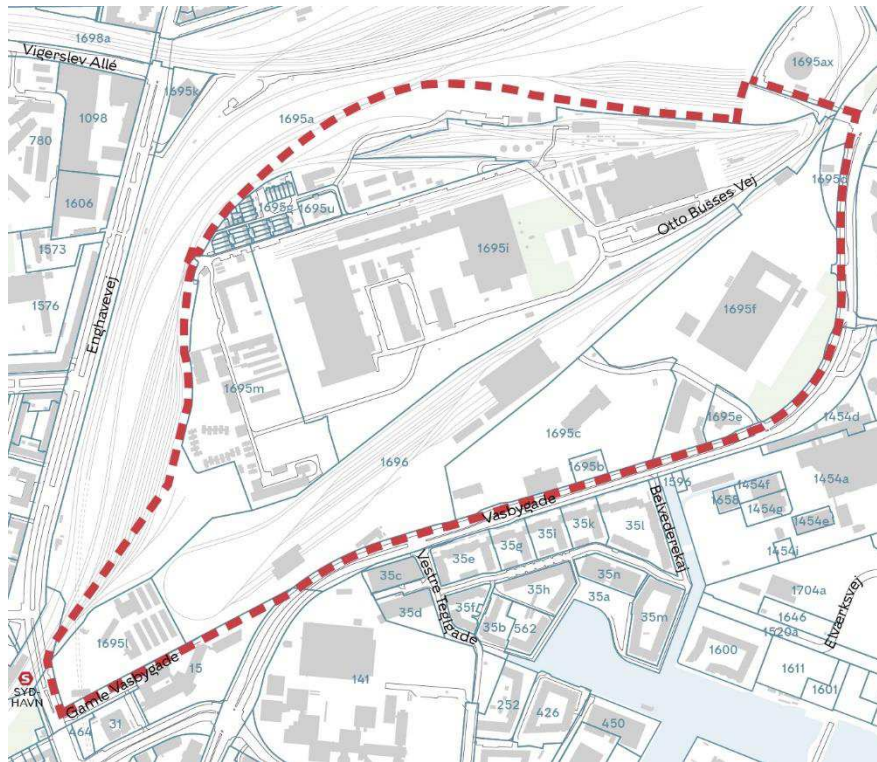 1698a
Vigerslev Allé
1695ax
1695k
1098
1695a
780
1695d
1606
1695g
1695u
Otto Busses Vej
1695i
1573
Enghavevej
1576
1695f
1695m
1695e
1454d
1695c
1696
1695b
1596
1454f
1454a
1658
1454g
Vasbygade
1454e
Belvederekaj
35k
35l
35i
35g
35e
1454i
35c
Vestre Teglgade
35n
35h
35a
1704a
35d
35f
35m
1646
35b
562
1529a
Elværksvej
1695l
1600
15
Gamle Vasbygade
1611
S
SYD-
HAVN
141
1601
252
426
450
31
464